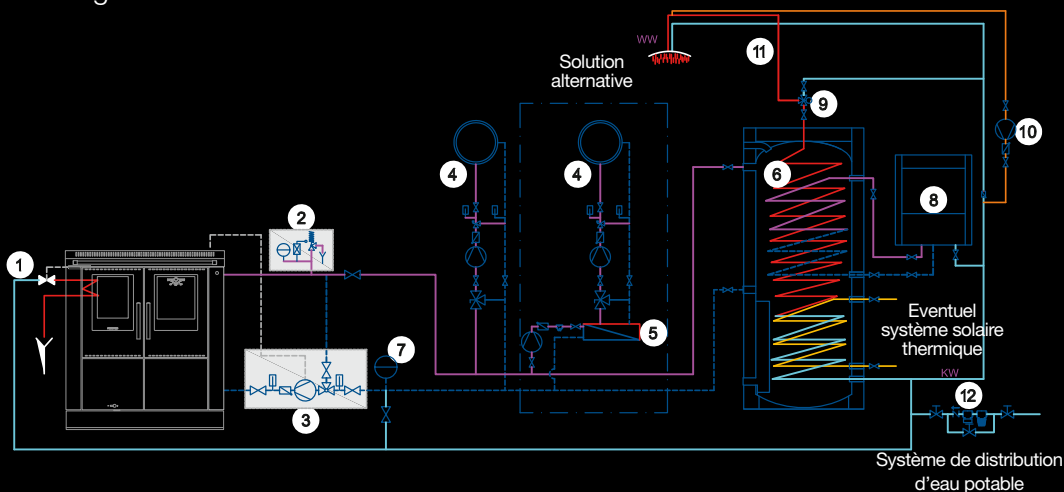 WW
11
Solution
alternative
9
10
4
4
6
8
2
1
Eventuel
système solaire
thermique
5
7
KW
3
12
Système de distribution
d'eau potable